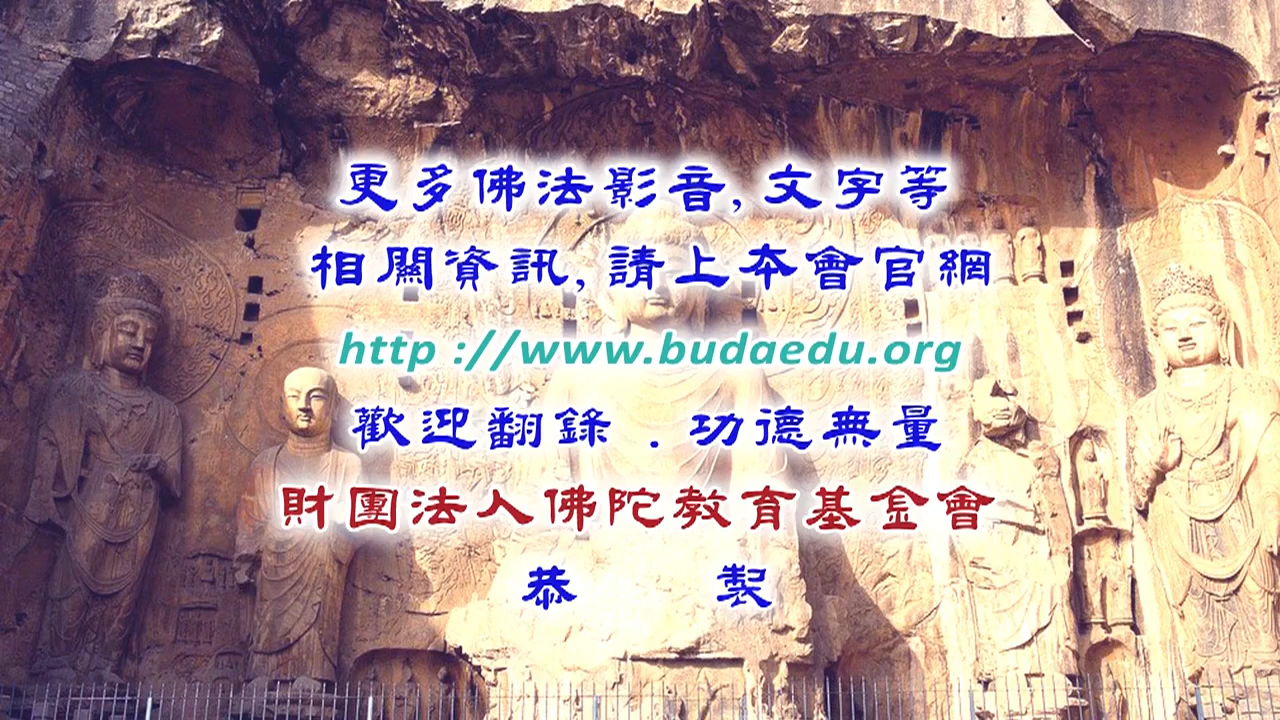 更多佛法影音,文字等
相關資訊,請上本會官網
http ://www.budaedu.org
歡迎翻錄 . 功德無量
財團法人佛陀教育基金會
恭 製